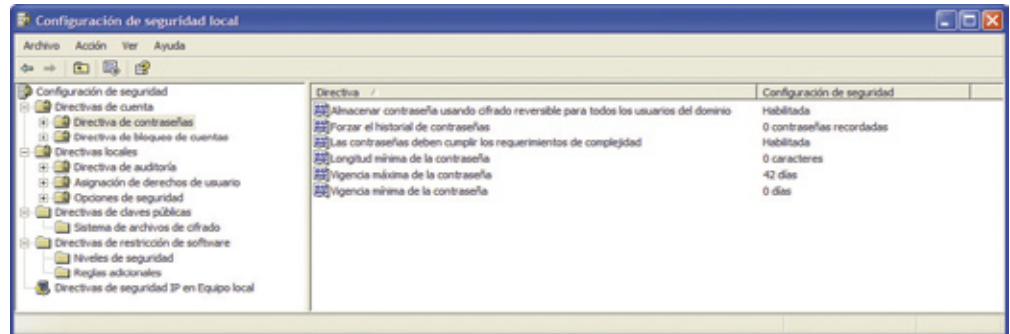 Configuración de seguridad local
Archivo Acción Ver Ayuda
Configuración de seguridad
Directivas de cuenta
Directiva de contraseñas
Directiva de bloqueo de cuentas
Directivas locales
Directiva de auditoría
Asignación de derechos de usuario
Opciones de seguridad
Directivas de claves públicas
Sistema de archivos de cifrado
Directivas de restricción de software
Niveles de seguridad
Reglas adicionales
Directivas de seguridad IP en Equipo local
Directiva Configuración de seguridad
Almacenar contraseña usando cifrado reversible para todos los usuarios del dominio Habilitada
Forzar el historial de contraseñas 0 contraseñas recordadas
Las contraseñas deben cumplir los requerimientos de complejidad Habilitada
Longitud mínima de la contraseña 0 caracteres
Vigencia máxima de la contraseña 42 días
Vigencia mínima de la contraseña 0 días